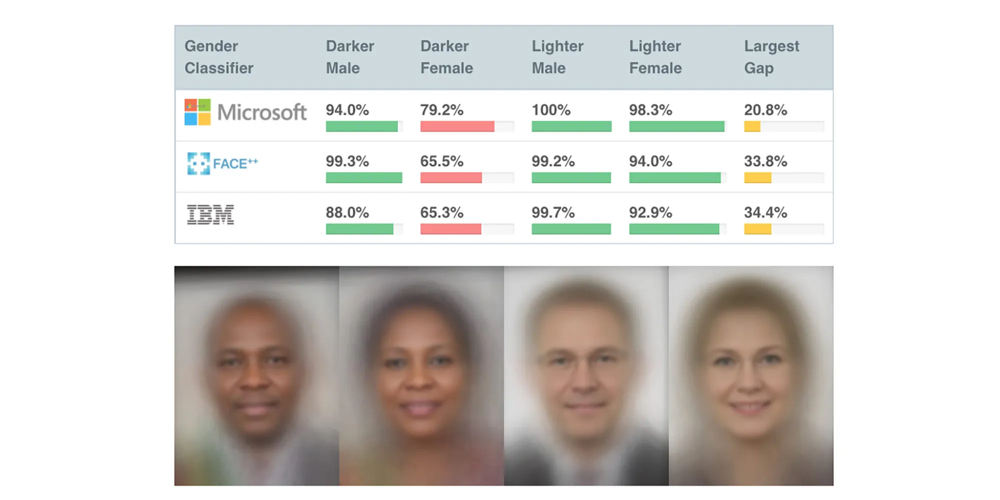 Gender Classifier
Darker Male
Darker Female
Lighter Male
Lighter Female
Largest Gap
Microsoft 94.0% 79.2% 100% 98.3% 20.8%
FACE++ 99.3% 65.5% 99.2% 94.0% 33.8%
IBM 88.0% 65.3% 99.7% 92.9% 34.4%